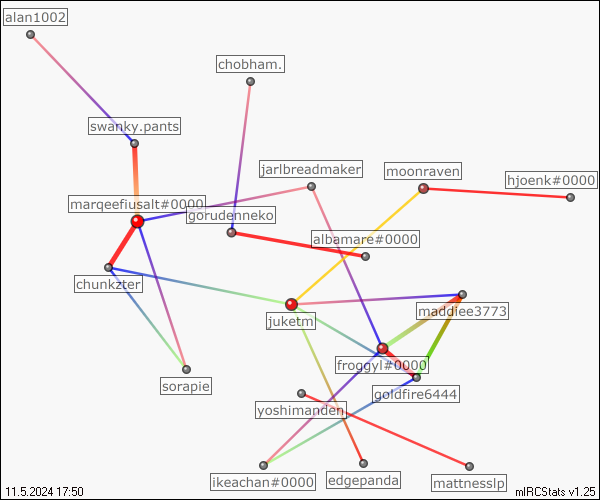 alan1002
chobham.
swanky.pants
jarlbreadmaker
moonraven
hjoenk#0000
marqeefiusalt#0000
gorudenneko
albamare#0000
chunkzter
maddiee3773
juketm
froggyl#0000
sorapie
goldfire6444
yoshimanden
ikeachan#0000
edgepanda
mattnesslp
11.5.2024 17:50
mIRCStats v1.25